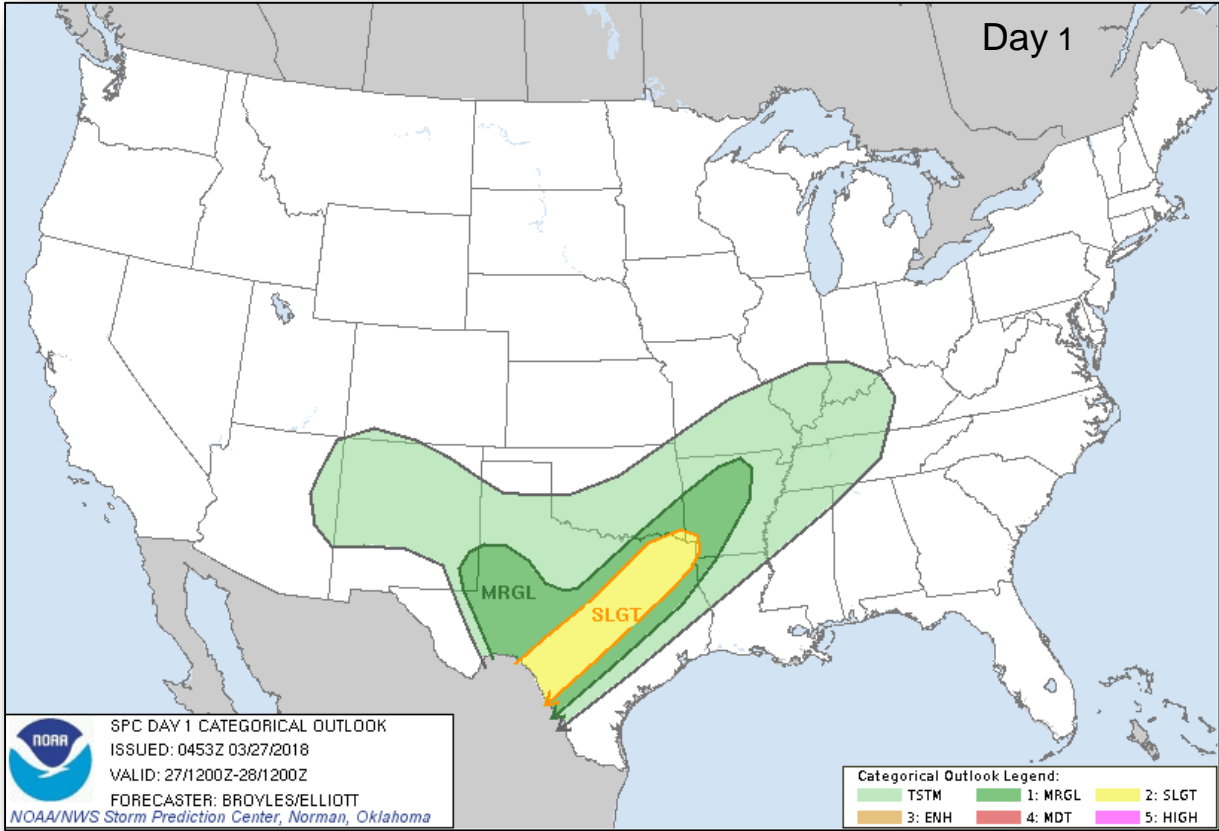 Day 1
MRGL
SLGT
NOAA
SPC DAY 1 CATEGORICAL OUTLOOK
ISSUED: 0453Z 03/27/2018
VALID: 27/1200Z-28/1200Z
FORECASTER: BROYLES/ELLIOTT
NOAA/NWS Storm Prediction Center, Norman, Oklahoma
Categorical Outlook Legend:
TSTM 1: MRGL 2: SLGT
3: ENH 4: MDT 5: HIGH